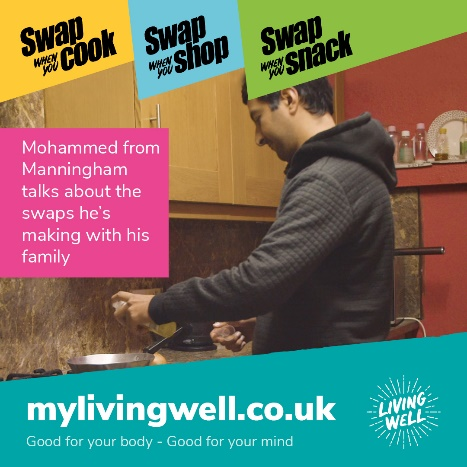 Swap
WHEN YOU cook
Swap
WHEN YOU shop
Swap
WHEN YOU snack
Mohammed from
Manningham
talks about the
swaps he's
making with his
family
mylivingwell.co.uk
Good for your body - Good for your mind
LIVING
WELL